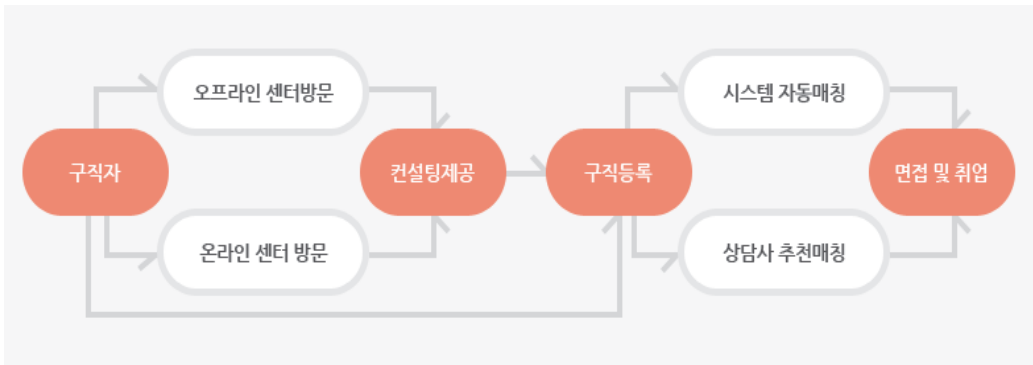 오프라인 센터방문
시스템 자동매칭
구직자
컨설팅제공
구직등록
면접 및 취업
온라인 센터 방문
상담사 추천매칭